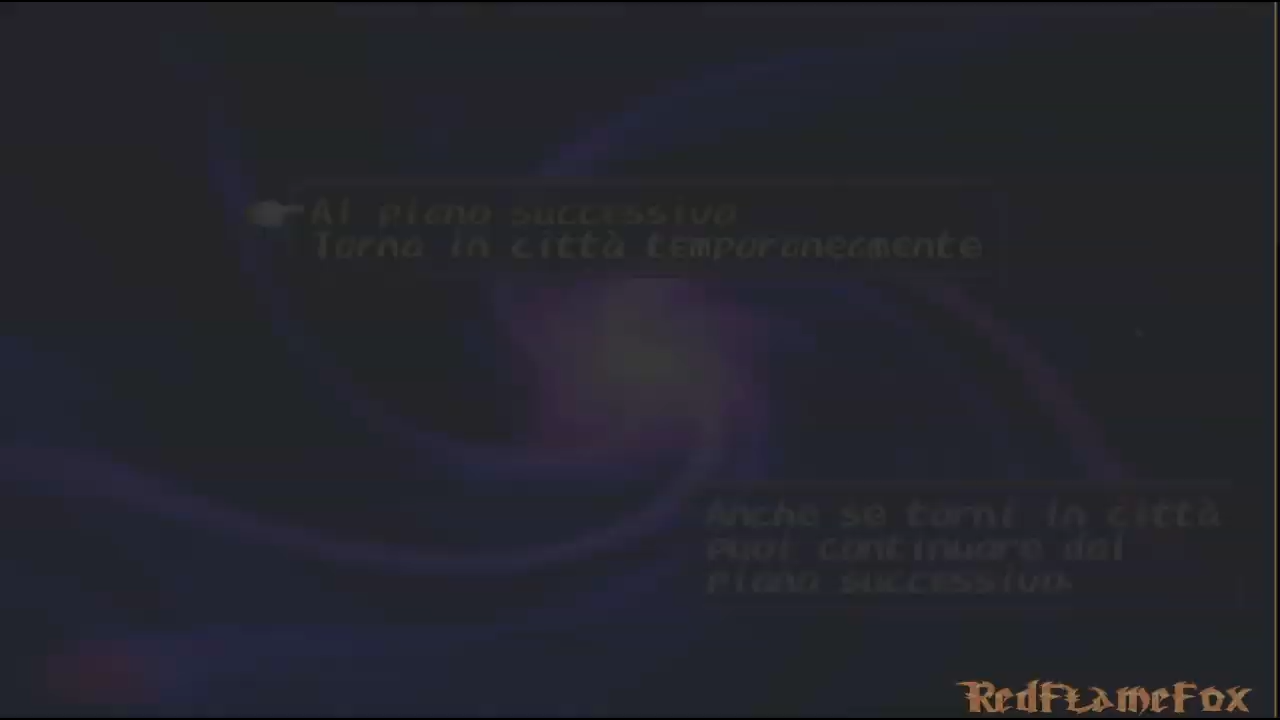 Al piano successivo
Torna in città temporaneamente
Anche se torni in città
puoi continuare dal
piano successivo.
RedFlameFox